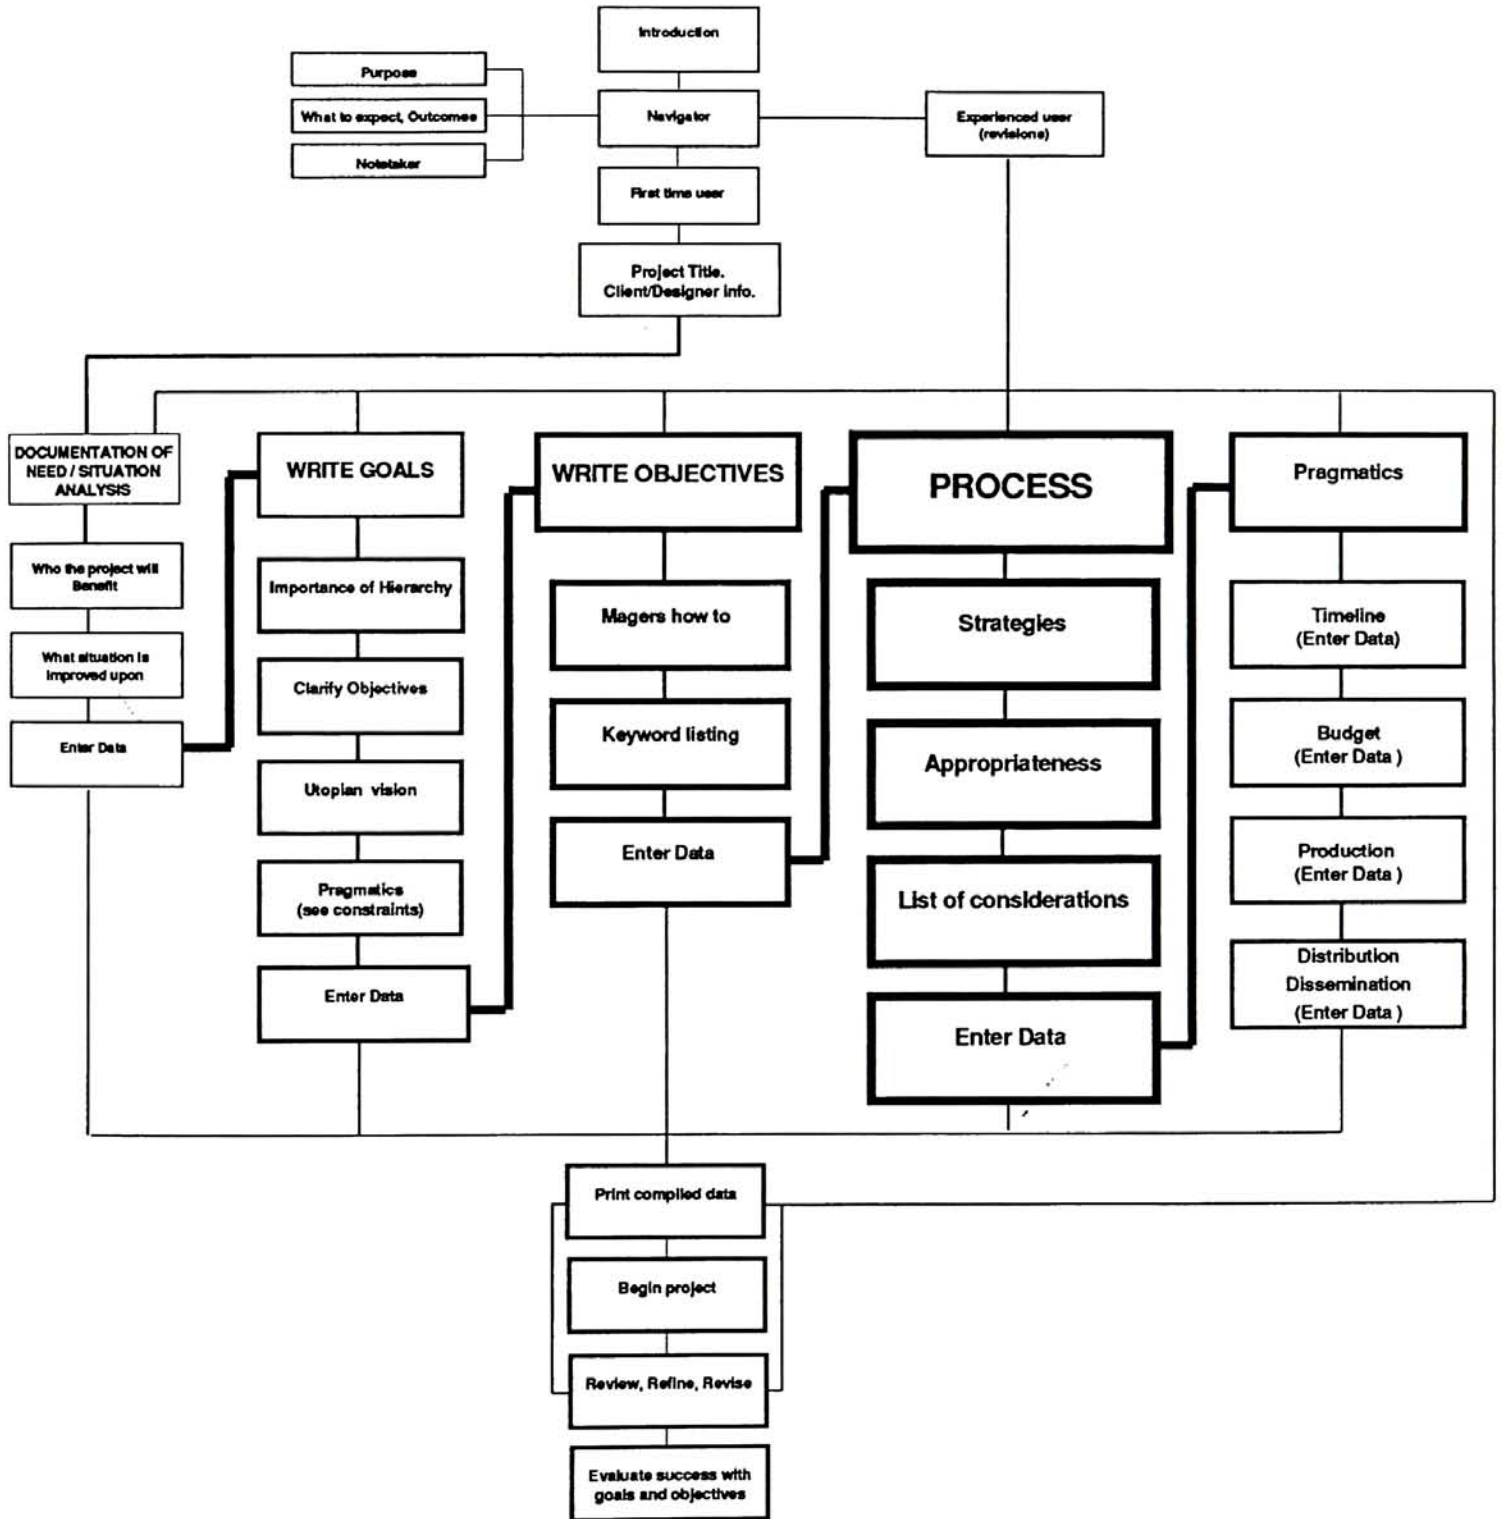 Introduction
Purpose
What to expect, Outcomes
Notetaker
Navigator
Experienced user
(revisions)
First time user
Project Title.
Client/Designer info.
DOCUMENTATION OF
NEED / SITUATION
ANALYSIS
Who the project will
Benefit
What situation is
improved upon
Enter Data
WRITE GOALS
Importance of Hierarchy
Clarify Objectives
Utopian vision
Pragmatics
(see constraints)
Enter Data
WRITE OBJECTIVES
Magers how to
Keyword listing
Enter Data
PROCESS
Strategies
Appropriateness
List of considerations
Enter Data
Pragmatics
Timeline
(Enter Data)
Budget
(Enter Data )
Production
(Enter Data )
Distribution
Dissemination
(Enter Data )
Print compiled data
Begin project
Review, Refine, Revise
Evaluate success with
goals and objectives